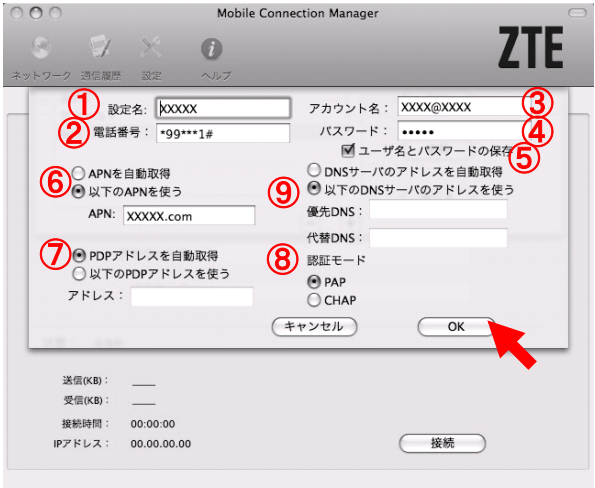 Mobile Connection Manager
ZTE
ネットワーク 通信履歴 設定 ヘルプ
① 設定名: XXXXX
② 電話番号: *99***1#
③ アカウント名: XXXX@XXXX
④ パスワード: •••••
⑤ ユーザ名とパスワードの保存
⑥ APNを自動取得
以下のAPNを使う
APN: XXXXX.com
⑦ PDPアドレスを自動取得
以下のPDPアドレスを使う
アドレス:
DNSサーバのアドレスを自動取得
⑨ 以下のDNSサーバのアドレスを使う
優先DNS:
代替DNS:
⑧ 認証モード
PAP
CHAP
キャンセル OK
送信(KB): ____
受信(KB): ____
接続時間: 00:00:00
IPアドレス: 00.00.00.00
接続